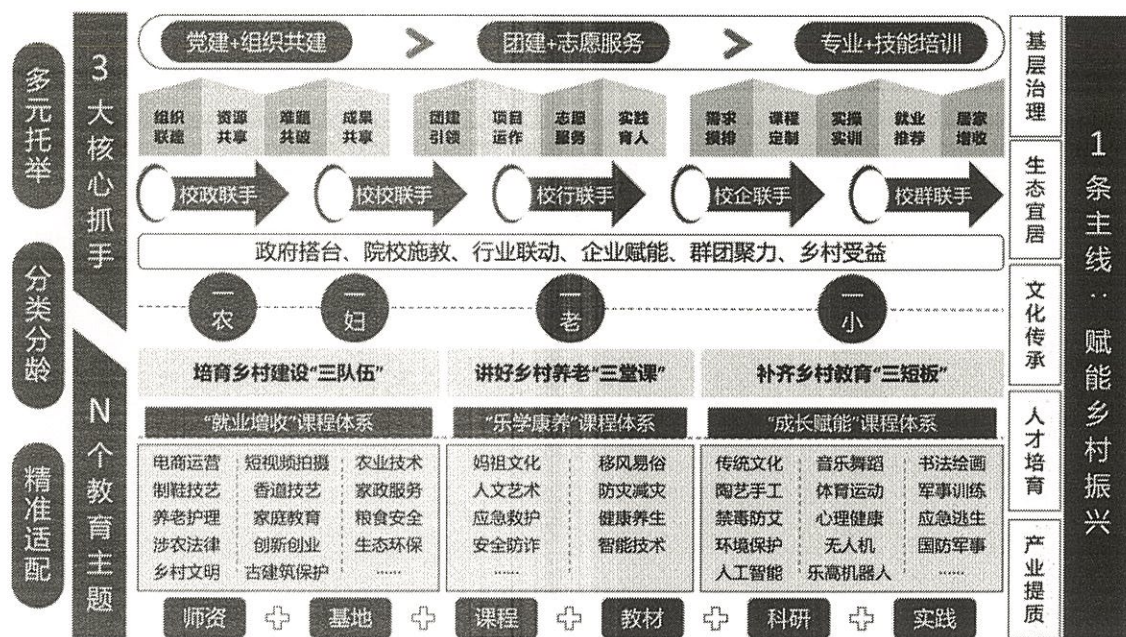 多元托举
分类分龄
精准适配
3大核心抓手
N个教育主题
党建+组织共建 > 团建+志愿服务 > 专业+技能培训
组织 资源 难题 成果 团建 项目 志愿 实践 需求 课程 实操 就业 居家
联建 共享 共破 共享 引领 运作 服务 育人 摸排 定制 实训 推荐 增收
校政联手 校校联手 校行联手 校企联手 校群联手
政府搭台、院校施教、行业联动、企业赋能、群团聚力、乡村受益
一农 一妇 一老 一小
培育乡村建设“三队伍” 讲好乡村养老“三堂课” 补齐乡村教育“三短板”
“就业增收”课程体系 “乐学康养”课程体系 “成长赋能”课程体系
电商运营 短视频拍摄 农业技术 妈祖文化 移风易俗 传统文化 音乐舞蹈 书法绘画
制鞋技艺 香道技艺 家政服务 人文艺术 防灾减灾 陶艺手工 体育运动 军事训练
养老护理 家庭教育 粮食安全 应急救护 健康养生 禁毒防艾 心理健康 应急逃生
涉农法律 创新创业 生态环保 安全防诈 智能技术 环境保护 无人机 国防军事
乡村文明 古建筑保护 …… …… 人工智能 乐高机器人 ……
师资 + 基地 + 课程 + 教材 + 科研 + 实践
基层治理
生态宜居
文化传承
人才培育
产业提质
1条主线：赋能乡村振兴